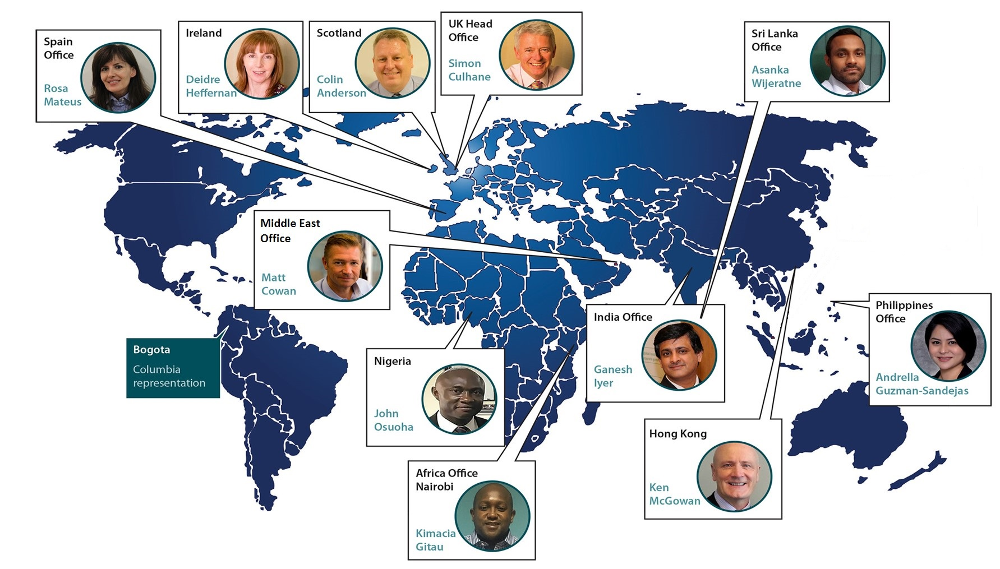 Spain
Office
Rosa
Mateus
Ireland
Deidre
Heffernan
Scotland
Colin
Anderson
UK Head
Office
Simon
Culhane
Sri Lanka
Office
Asanka
Wijeratne
Middle East
Office
Matt
Cowan
Bogota
Columbia
representation
Nigeria
John
Osuoha
Africa Office
Nairobi
Kimacia
Gitau
India Office
Ganesh
Iyer
Hong Kong
Ken
McGowan
Philippines
Office
Andrella
Guzman-Sandejas